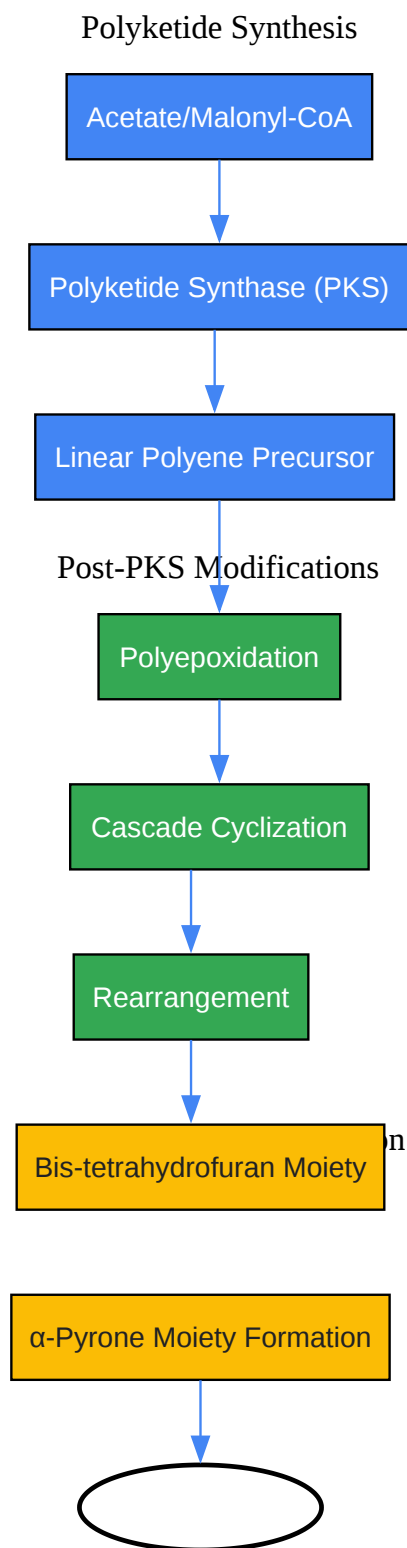 Polyketide Synthesis
Acetate/Malonyl-CoA
Polyketide Synthase (PKS)
Linear Polyene Precursor
Post-PKS Modifications
Polyepoxidation
Cascade Cyclization
Rearrangement
Bis-tetrahydrofuran Moiety
α-Pyrone Moiety Formation